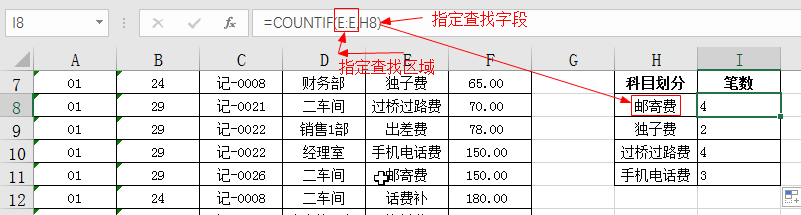 I8 =COUNTIF(E:E,H8) 指定查找字段
指定查找区域
A B C D E F G H I
7 01 24 记-0008 财务部 独子费 65.00 科目划分 笔数
8 01 29 记-0021 二车间 过桥过路费 70.00 邮寄费 4
9 01 29 记-0022 销售1部 出差费 78.00 独子费 2
10 01 29 记-0022 经理室 手机电话费 150.00 过桥过路费 4
11 01 29 记-0026 二车间 邮寄费 150.00 手机电话费 3
12 01 24 记-0008 二车间 话费补 180.00